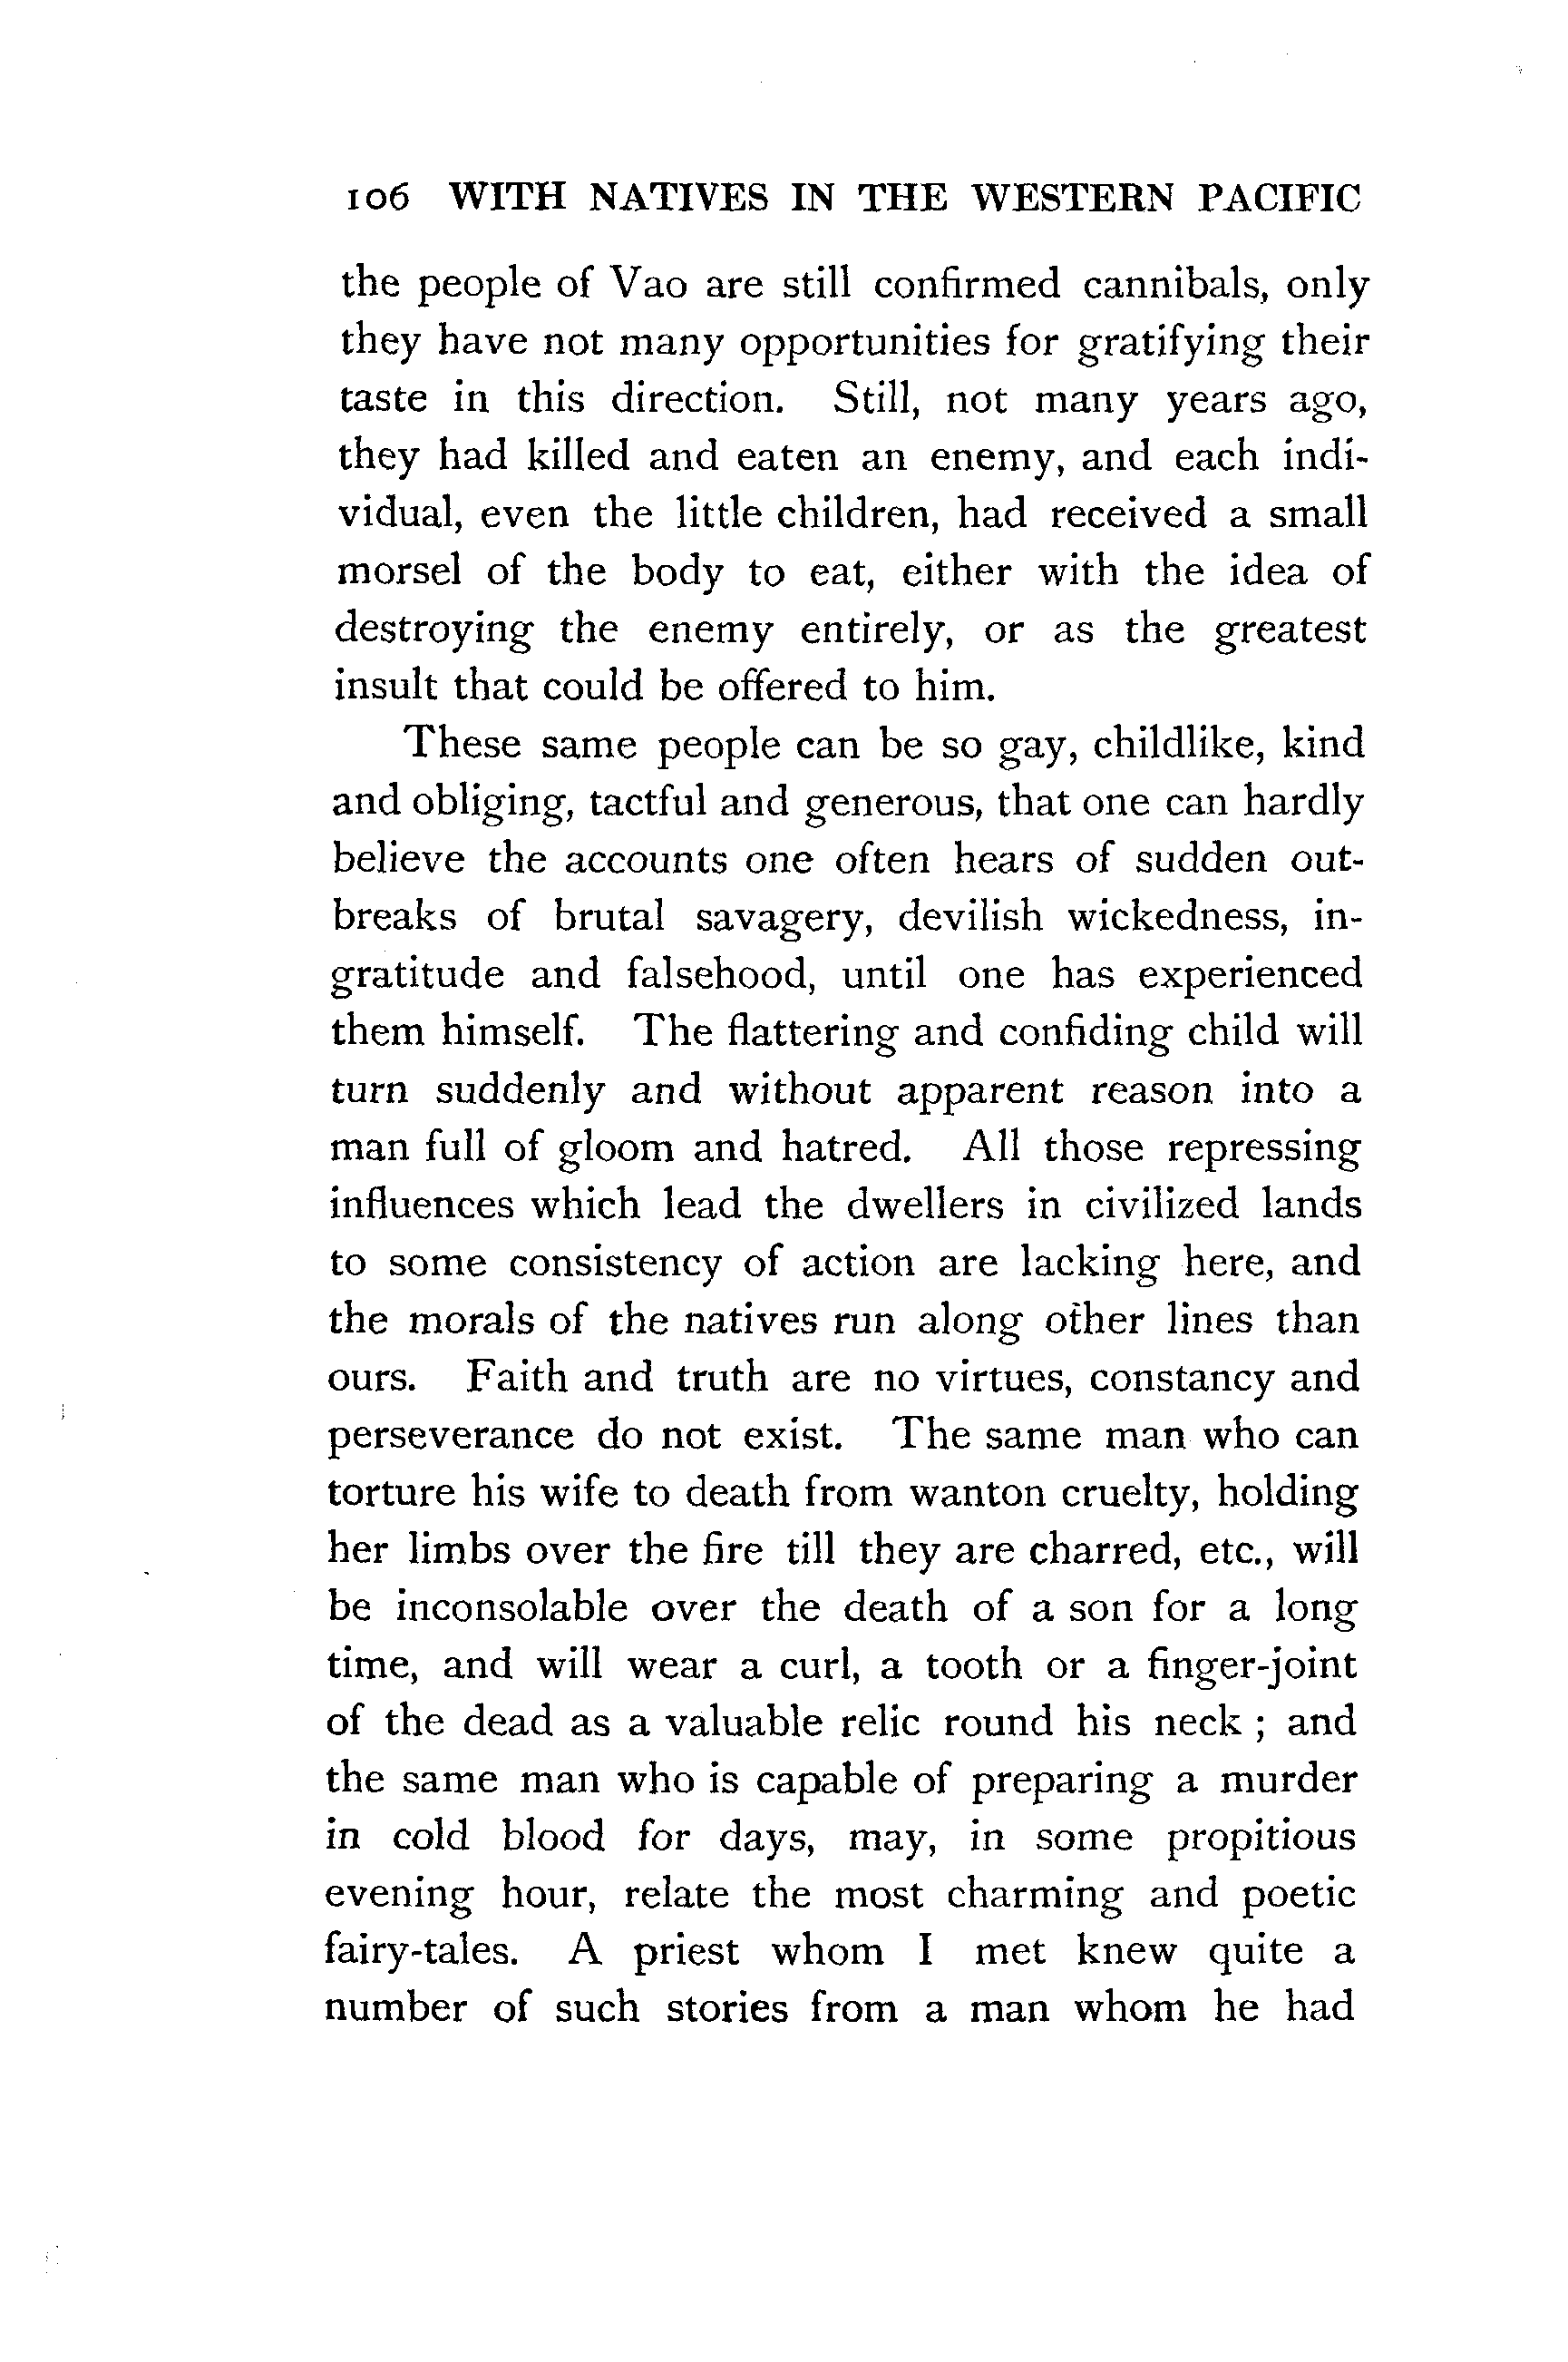 106 WITH NATIVES IN THE WESTERN PACIFIC
the people of Vao are still confirmed cannibals, only
they have not many opportunities for gratifying their
taste in this direction. Still, not many years ago,
they had killed and eaten an enemy, and each indi-
vidual, even the little children, had received a small
morsel of the body to eat, either with the idea of
destroying the enemy entirely, or as the greatest
insult that could be offered to him.
These same people can be so gay, childlike, kind
and obliging, tactful and generous, that one can hardly
believe the accounts one often hears of sudden out-
breaks of brutal savagery, devilish wickedness, in-
gratitude and falsehood, until one has experienced
them himself. The flattering and confiding child will
turn suddenly and without apparent reason into a
man full of gloom and hatred. All those repressing
influences which lead the dwellers in civilized lands
to some consistency of action are lacking here, and
the morals of the natives run along other lines than
ours. Faith and truth are no virtues, constancy and
perseverance do not exist. The same man who can
torture his wife to death from wanton cruelty, holding
her limbs over the fire till they are charred, etc., will
be inconsolable over the death of a son for a long
time, and will wear a curl, a tooth or a finger-joint
of the dead as a valuable relic round his neck ; and
the same man who is capable of preparing a murder
in cold blood for days, may, in some propitious
evening hour, relate the most charming and poetic
fairy-tales. A priest whom I met knew quite a
number of such stories from a man whom he had